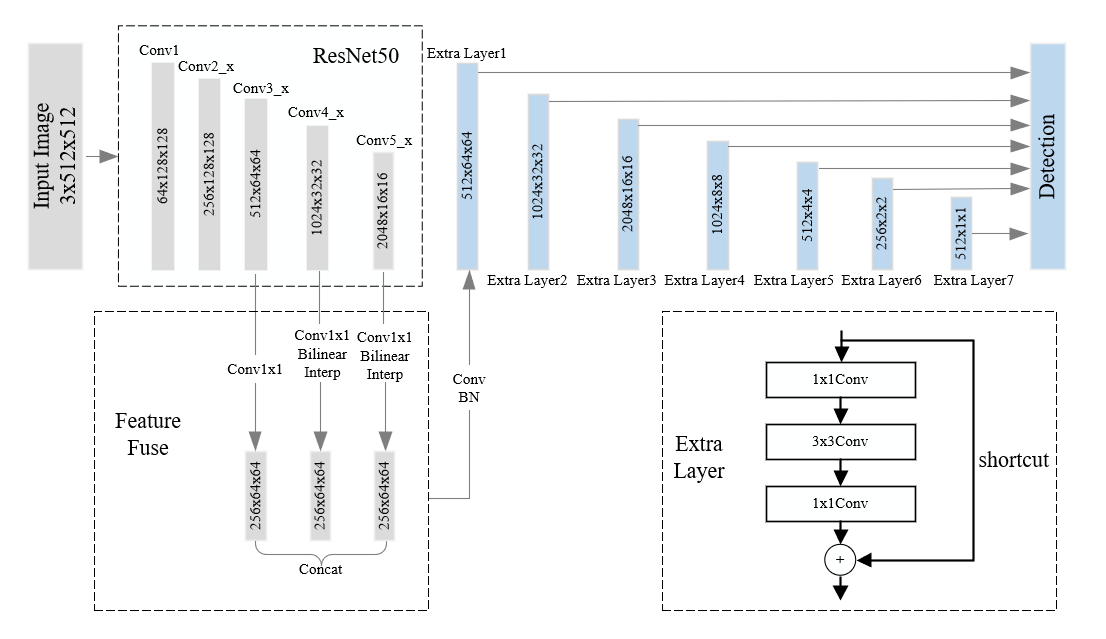 Input Image
3x512x512
ResNet50
Conv1
Conv2_x
Conv3_x
Conv4_x
Conv5_x
64x128x128
256x128x128
512x64x64
1024x32x32
2048x16x16
Extra Layer1
512x64x64
1024x32x32
2048x16x16
1024x8x8
512x4x4
256x2x2
512x1x1
Extra Layer2
Extra Layer3
Extra Layer4
Extra Layer5
Extra Layer6
Extra Layer7
Detection
Feature
Fuse
Conv1x1
Conv1x1
Bilinear
Interp
Conv1x1
Bilinear
Interp
256x64x64
256x64x64
256x64x64
Concat
Conv
BN
Extra
Layer
1x1Conv
3x3Conv
1x1Conv
+
shortcut